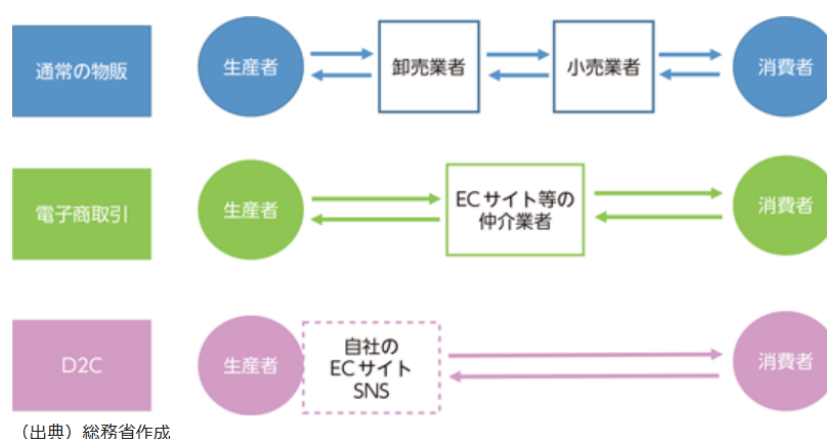 通常の物販
生産者
卸売業者
小売業者
消費者
電子商取引
生産者
ECサイト等の
仲介業者
消費者
D2C
生産者
自社の
ECサイト
SNS
消費者
（出典）総務省作成